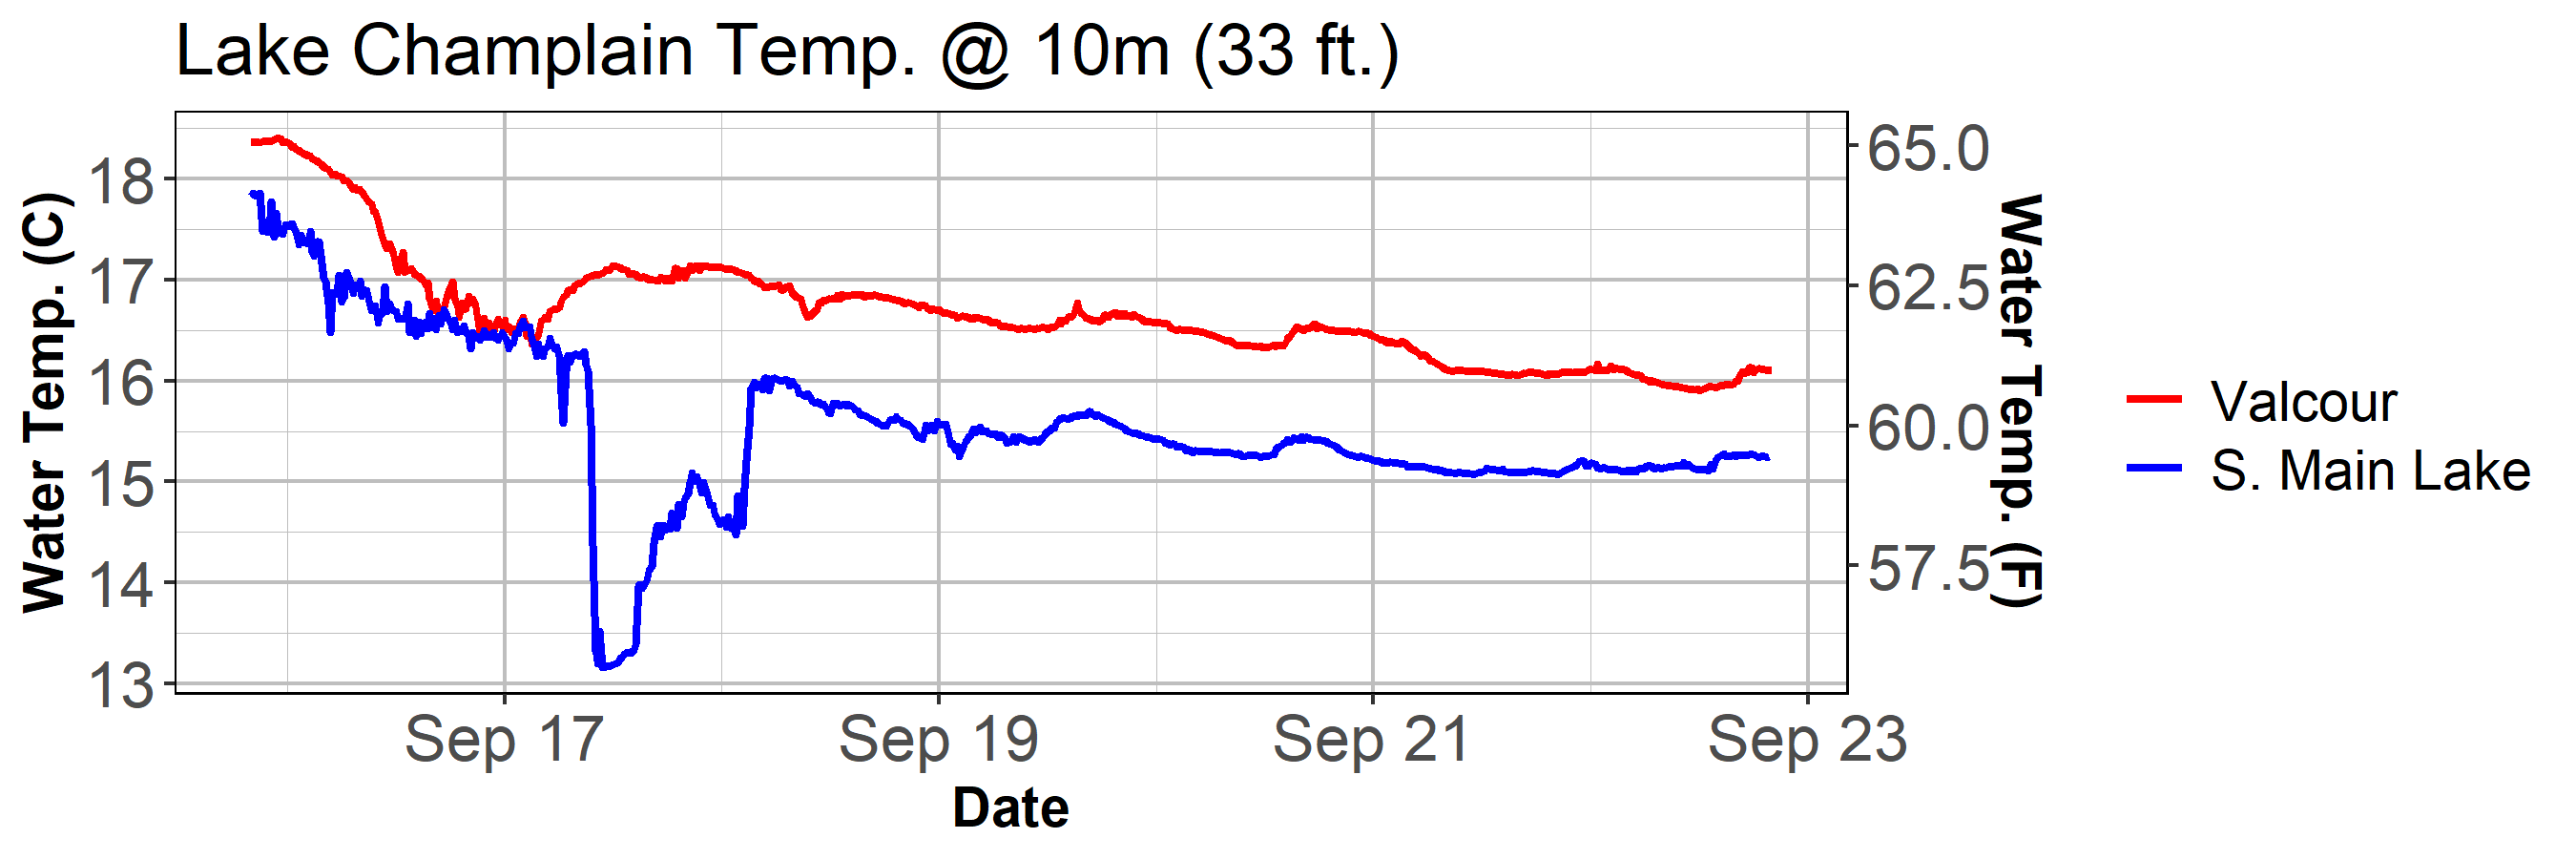 Lake Champlain Temp. @ 10m (33 ft.)
Water Temp. (C)
18
17
16
15
14
13
65.0
62.5
60.0
57.5
Water Temp. (F)
Sep 17
Sep 19
Sep 21
Sep 23
Date
Valcour
S. Main Lake